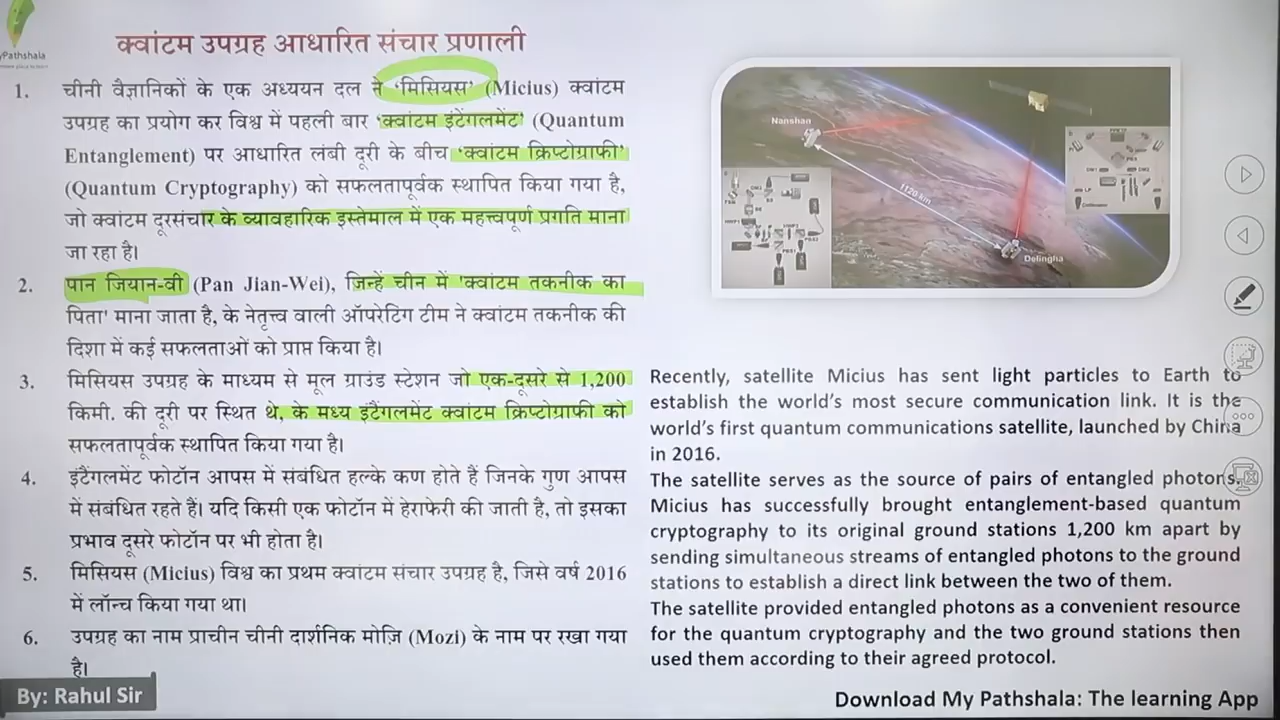 yPathshala
क्वांटम उपग्रह आधारित संचार प्रणाली
1. चीनी वैज्ञानिकों के एक अध्ययन दल ने ‘मिसियस’ (Micius) क्वांटम
उपग्रह का प्रयोग कर विश्व में पहली बार ‘क्वांटम इंटेंगलमेंट’ (Quantum
Entanglement) पर आधारित लंबी दूरी के बीच ‘क्वांटम क्रिप्टोग्राफी’
(Quantum Cryptography) को सफलतापूर्वक स्थापित किया गया है,
जो क्वांटम दूरसंचार के व्यावहारिक इस्तेमाल में एक महत्त्वपूर्ण प्रगति माना
जा रहा है।
2. पान जियान-वी (Pan Jian-Wei), जिन्हें चीन में 'क्वांटम तकनीक का
पिता' माना जाता है, के नेतृत्त्व वाली ऑपरेटिंग टीम ने क्वांटम तकनीक की
दिशा में कई सफलताओं को प्राप्त किया है।
3. मिसियस उपग्रह के माध्यम से मूल ग्राउंड स्टेशन जो एक-दूसरे से 1,200
किमी. की दूरी पर स्थित थे, के मध्य इंटैंगलमेंट क्वांटम क्रिप्टोग्राफी को
सफलतापूर्वक स्थापित किया गया है।
4. इंटैंगलमेंट फोटॉन आपस में संबंधित हल्के कण होते हैं जिनके गुण आपस
में संबंधित रहते हैं। यदि किसी एक फोटॉन में हेराफेरी की जाती है, तो इसका
प्रभाव दूसरे फोटॉन पर भी होता है।
5. मिसियस (Micius) विश्व का प्रथम क्वांटम संचार उपग्रह है, जिसे वर्ष 2016
में लॉन्च किया गया था।
6. उपग्रह का नाम प्राचीन चीनी दार्शनिक मोज़ि (Mozi) के नाम पर रखा गया
है।
By: Rahul Sir
Nanshan
1120 km
Delingha
Recently, satellite Micius has sent light particles to Earth to
establish the world’s most secure communication link. It is the
world’s first quantum communications satellite, launched by China
in 2016.
The satellite serves as the source of pairs of entangled photons.
Micius has successfully brought entanglement-based quantum
cryptography to its original ground stations 1,200 km apart by
sending simultaneous streams of entangled photons to the ground
stations to establish a direct link between the two of them.
The satellite provided entangled photons as a convenient resource
for the quantum cryptography and the two ground stations then
used them according to their agreed protocol.
Download My Pathshala: The learning App